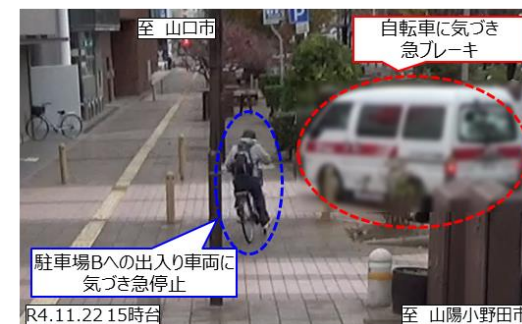 至 山口市
自転車に気づき
急ブレーキ
P
駐車場Bへの出入り車両に
気づき急停止
R4.11.22 15時台
至 山陽小野田市